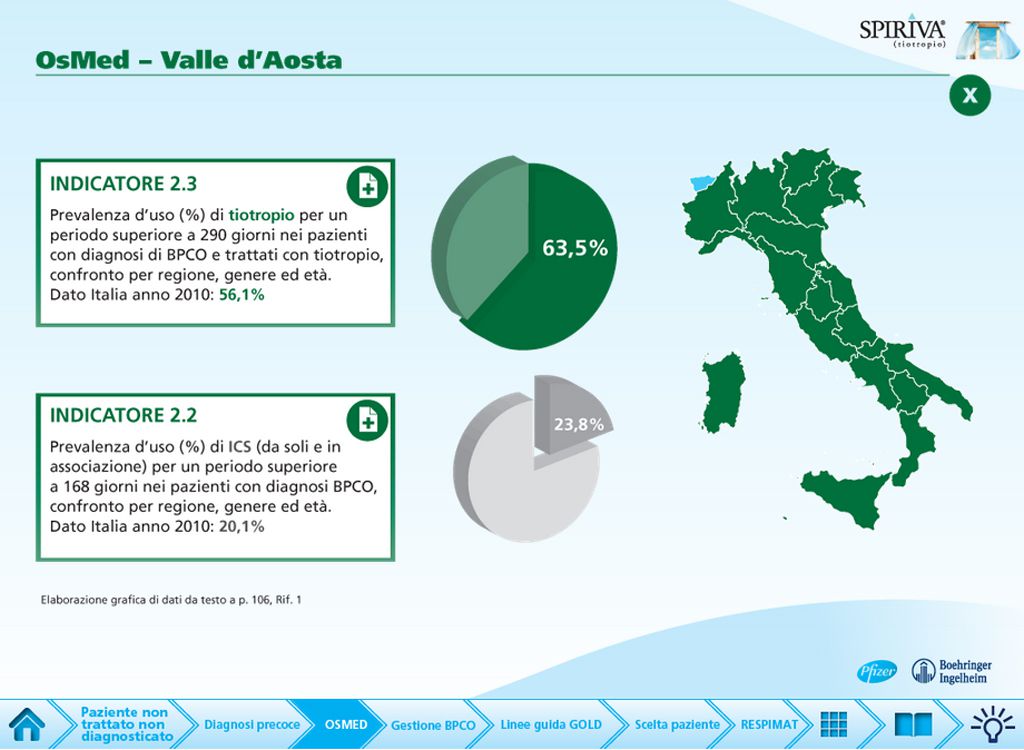 SPIRIVA®
(tiotropio)
OsMed – Valle d’Aosta
X
INDICATORE 2.3
Prevalenza d’uso (%) di tiotropio per un
periodo superiore a 290 giorni nei pazienti
con diagnosi di BPCO e trattati con tiotropio,
confronto per regione, genere ed età.
Dato Italia anno 2010: 56,1%
63,5%
INDICATORE 2.2
Prevalenza d’uso (%) di ICS (da soli e in
associazione) per un periodo superiore
a 168 giorni nei pazienti con diagnosi BPCO,
confronto per regione, genere ed età.
Dato Italia anno 2010: 20,1%
23,8%
Elaborazione grafica di dati da testo a p. 106, Rif. 1
Pfizer
Boehringer
Ingelheim
Paziente non
trattato non
diagnosticato
Diagnosi precoce
OSMED
Gestione BPCO
Linee guida GOLD
Scelta paziente
RESPIMAT